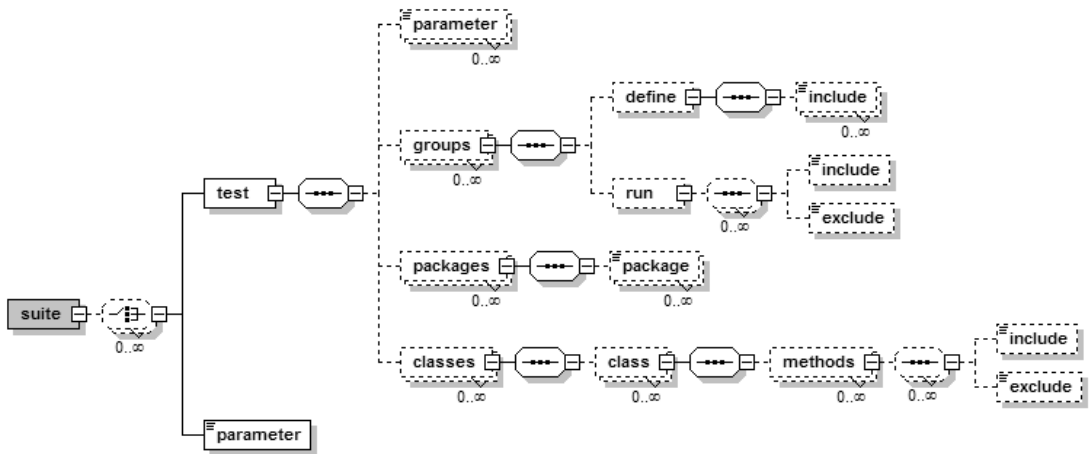 parameter
0..∞
define
include
0..∞
groups
0..∞
run
0..∞
include
exclude
test
packages
0..∞
package
0..∞
suite
0..∞
classes
0..∞
class
0..∞
methods
0..∞
0..∞
include
exclude
parameter